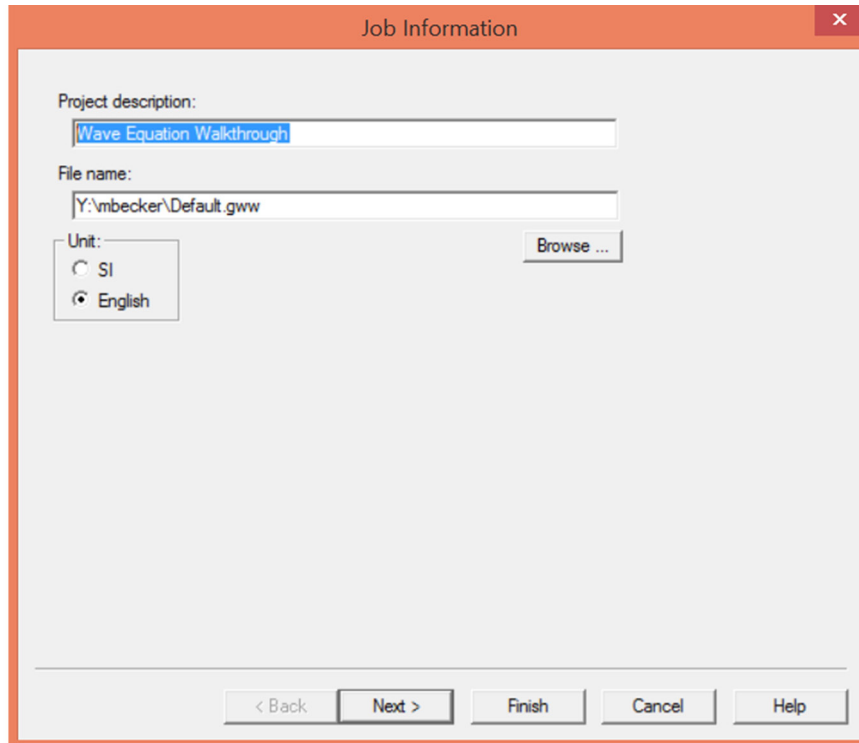 Job Information
x
Project description:
Wave Equation Walkthrough
File name:
Y:\mbecker\Default.gww
Unit:
Browse ...
SI
English
< Back Next > Finish Cancel Help